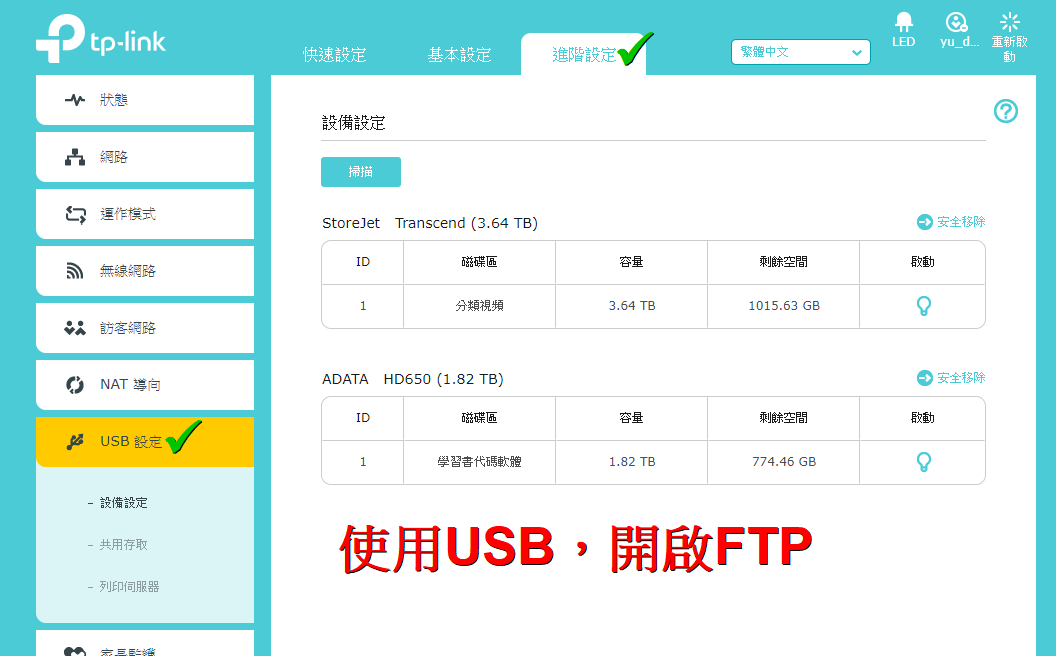 tp-link
快速設定
基本設定
進階設定
繁體中文
LED
yu_d...
重新啟動
狀態
網路
運作模式
無線網路
訪客網路
NAT 導向
USB 設定
- 設備設定
- 共用存取
- 列印伺服器
家長監護
設備設定
掃描
StoreJet Transcend (3.64 TB)
安全移除
ID 磁碟區 容量 剩餘空間 啟動
1 分類視頻 3.64 TB 1015.63 GB
ADATA HD650 (1.82 TB)
安全移除
ID 磁碟區 容量 剩餘空間 啟動
1 學習書代碼軟體 1.82 TB 774.46 GB
使用USB，開啟FTP